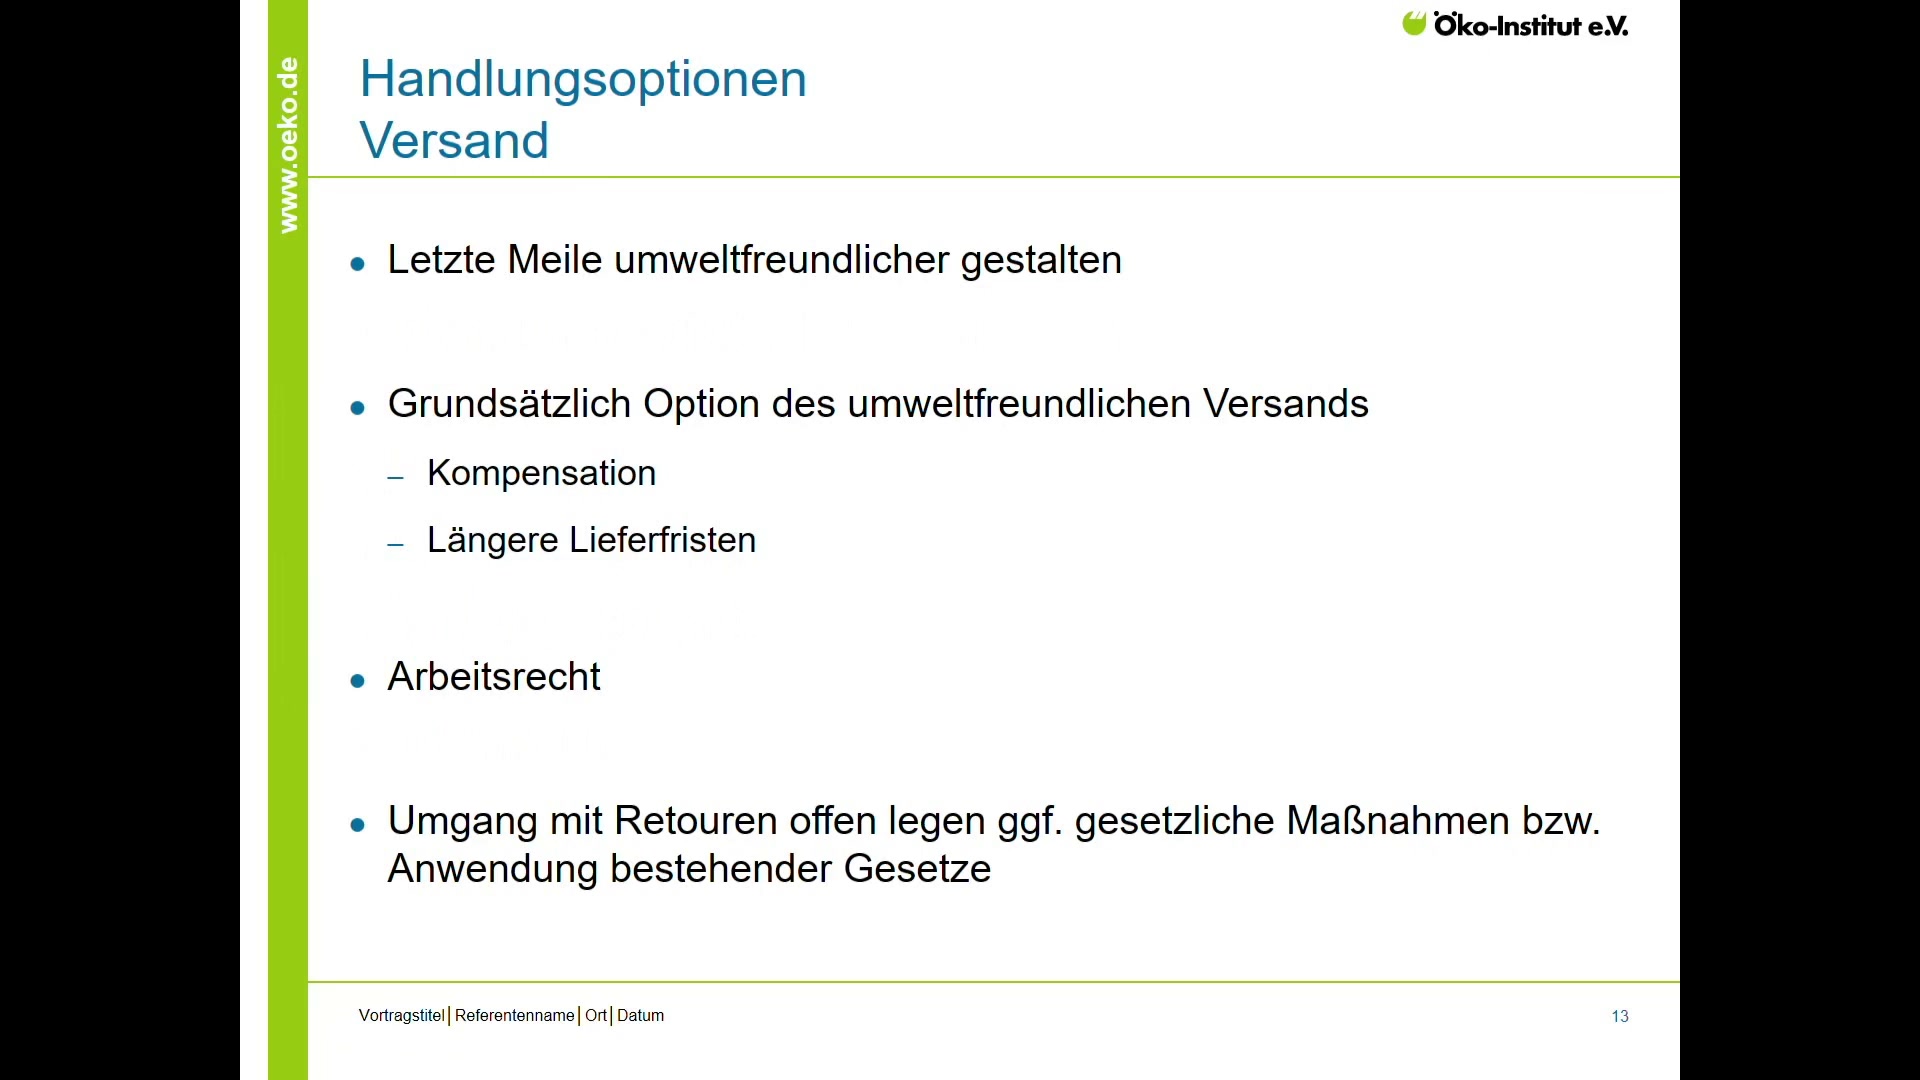 Öko-Institut e.V.
www.oeko.de
Handlungsoptionen
Versand
• Letzte Meile umweltfreundlicher gestalten
• Grundsätzlich Option des umweltfreundlichen Versands
– Kompensation
– Längere Lieferfristen
• Arbeitsrecht
• Umgang mit Retouren offen legen ggf. gesetzliche Maßnahmen bzw.
Anwendung bestehender Gesetze
Vortragstitel│Referentenname│Ort│Datum
13